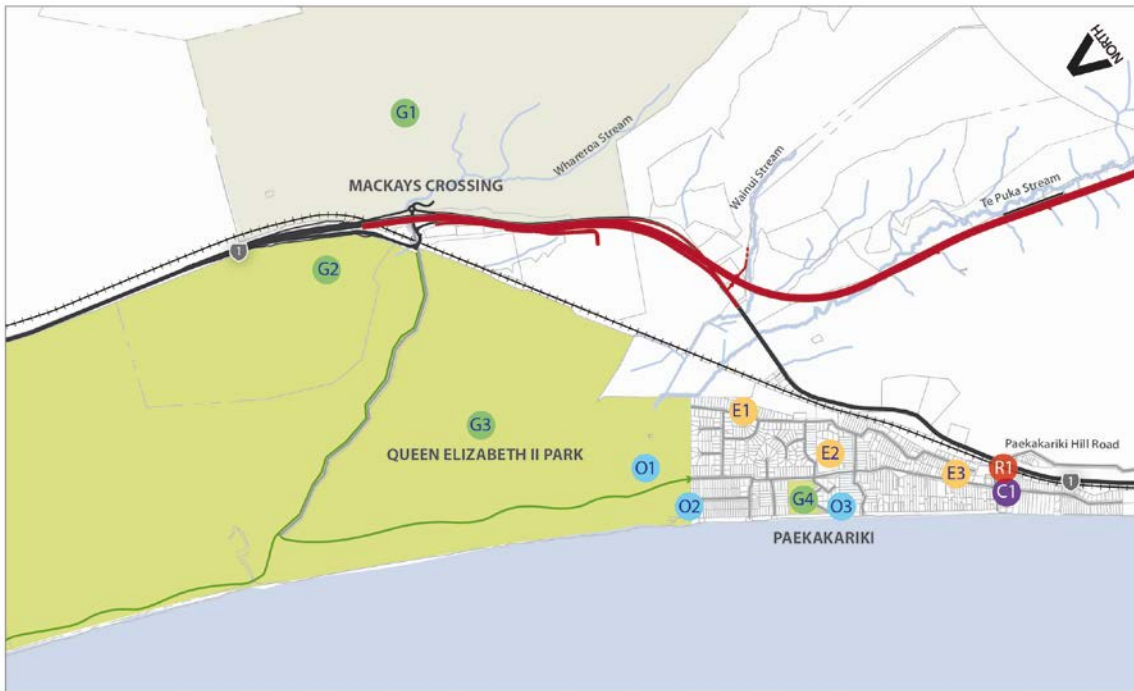 NORTH
G1
Whareroa Stream
MACKAYS CROSSING
Wainui Stream
Te Puka Stream
1
G2
E1
G3
E2
Paekakariki Hill Road
QUEEN ELIZABETH II PARK
O1
E3
R1
1
O2
G4
O3
C1
PAEKAKARIKI